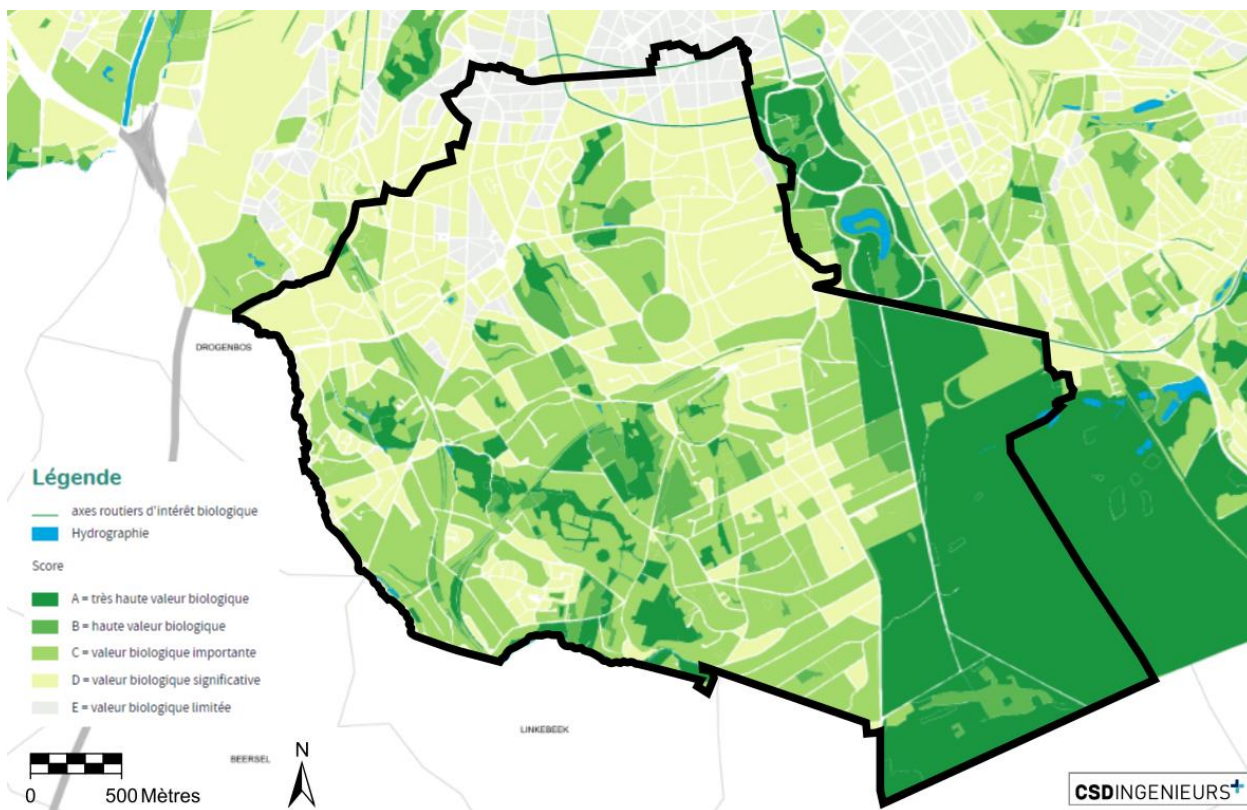 DROGENBOS
Légende
axes routiers d'intérêt biologique
Hydrographie
Score
A = très haute valeur biologique
B = haute valeur biologique
C = valeur biologique importante
D = valeur biologique significative
E = valeur biologique limitée
LINKEBEEK
BEERSEL
N
0 500 Mètres
CSDINGENIEURS+